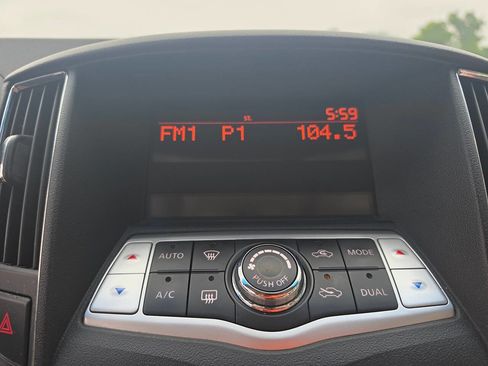 ST. 5:59
FM1 P1 104.5
AUTO MODE
PUSH OFF
A/C DUAL